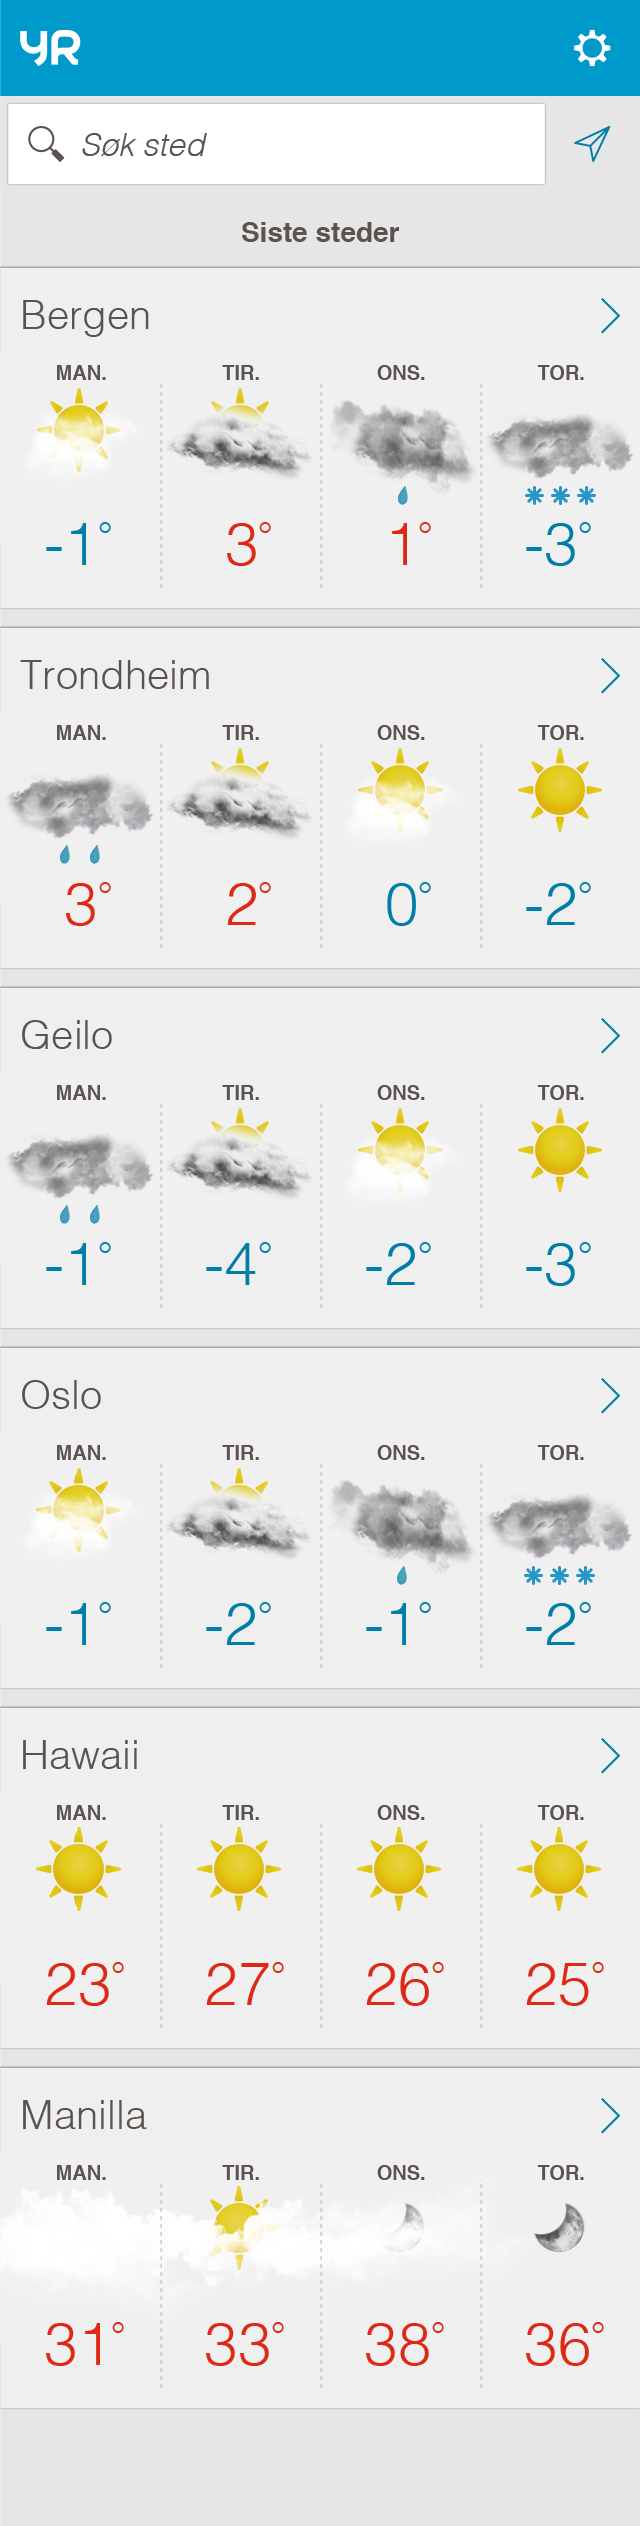 YR
Søk sted
Siste steder
Bergen
MAN. TIR. ONS. TOR.
-1° 3° 1° -3°
Trondheim
MAN. TIR. ONS. TOR.
3° 2° 0° -2°
Geilo
MAN. TIR. ONS. TOR.
-1° -4° -2° -3°
Oslo
MAN. TIR. ONS. TOR.
-1° -2° -1° -2°
Hawaii
MAN. TIR. ONS. TOR.
23° 27° 26° 25°
Manilla
MAN. TIR. ONS. TOR.
31° 33° 38° 36°